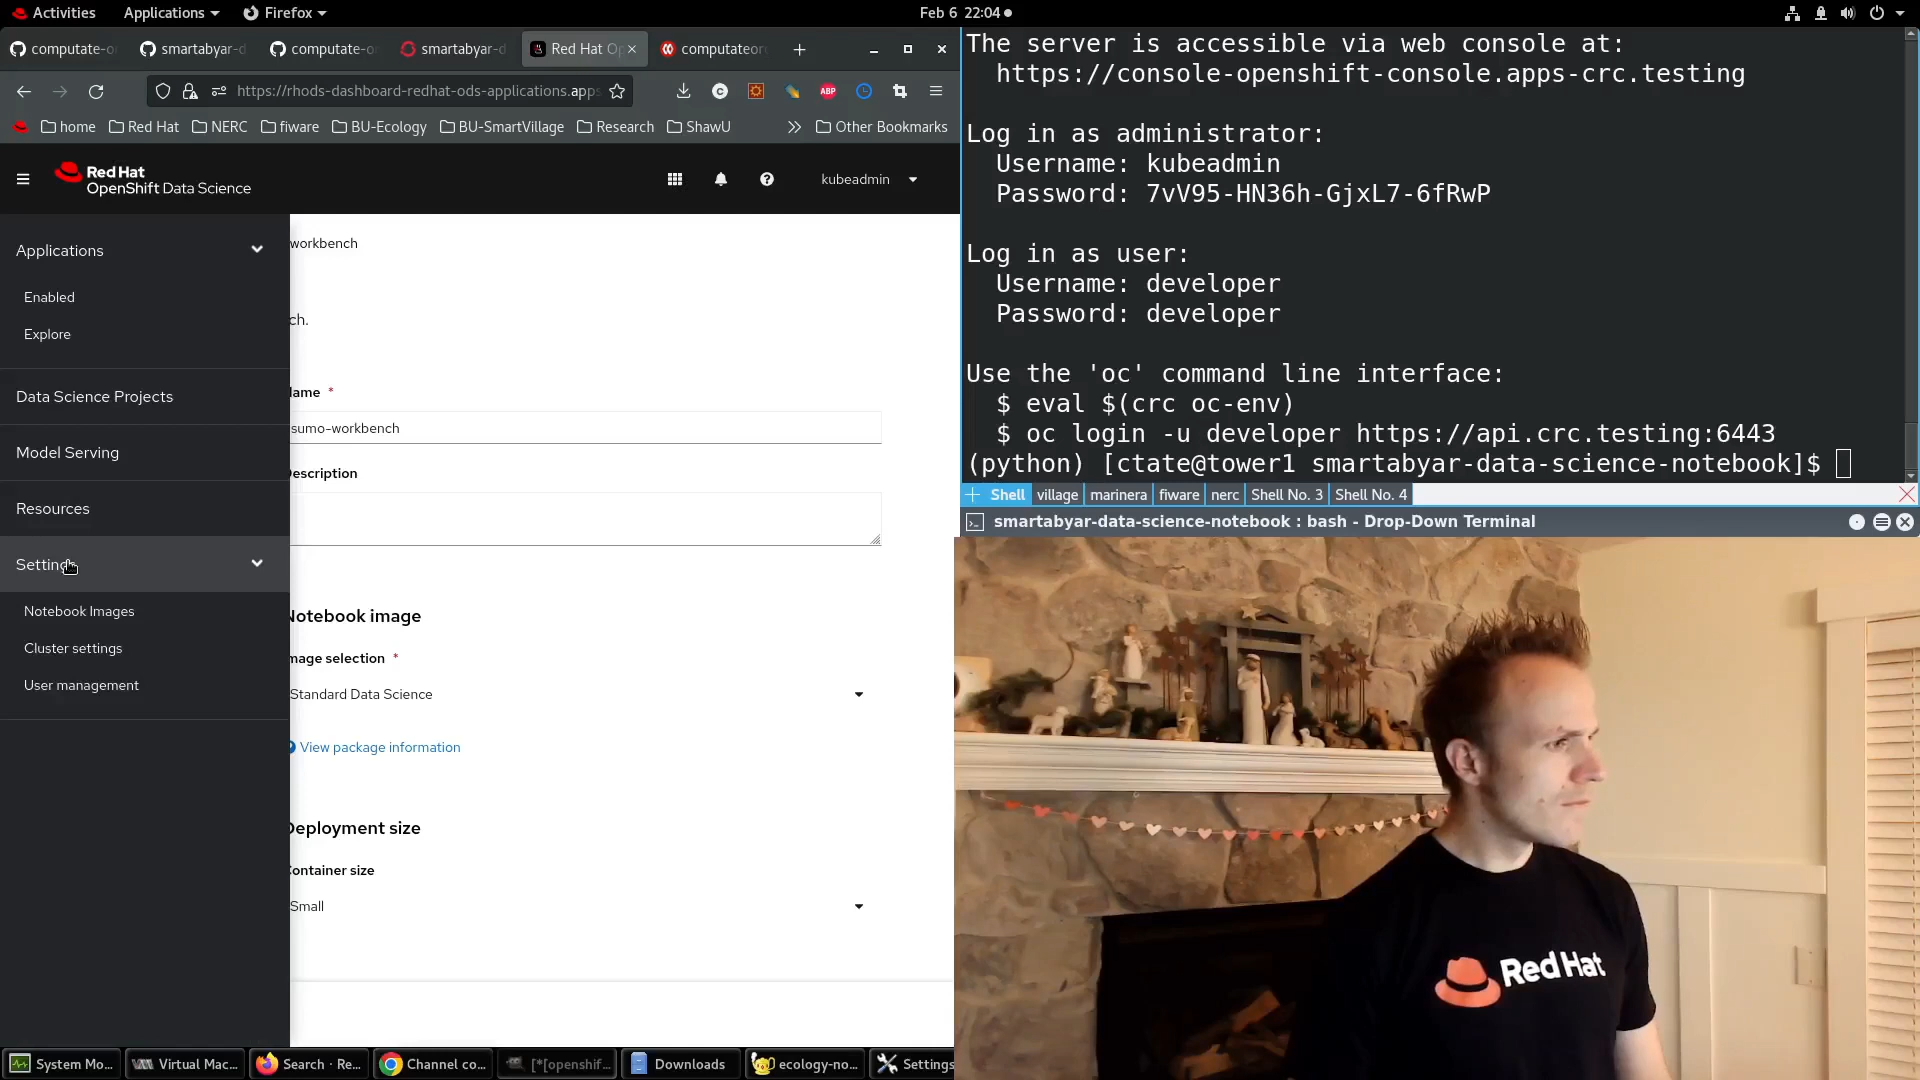 Activities
Applications
Firefox
Feb 6 22:04
computate-o
smartabyar-d
computate-o
smartabyar-d
Red Hat O
computateor
https://rhods-dashboard-redhat-ods-applications.apps
ABP
home
Red Hat
NERC
fiware
BU-Ecology
BU-SmartVillage
Research
ShawU
Other Bookmarks
Red Hat
OpenShift Data Science
kubeadmin
Applications
Enabled
Explore
Data Science Projects
Model Serving
Resources
Settings
Notebook Images
Cluster settings
User management
workbench
ch.
Name *
sumo-workbench
Description
Notebook image
Image selection *
Standard Data Science
View package information
Deployment size
Container size
Small
The server is accessible via web console at:
https://console-openshift-console.apps-crc.testing
Log in as administrator:
Username: kubeadmin
Password: 7vV95-HN36h-GjxL7-6fRwP
Log in as user:
Username: developer
Password: developer
Use the 'oc' command line interface:
$ eval $(crc oc-env)
$ oc login -u developer https://api.crc.testing:6443
(python) [ctate@tower1 smartabyar-data-science-notebook]$
Shell
village
marinera
fiware
nerc
Shell No. 3
Shell No. 4
smartabyar-data-science-notebook : bash - Drop-Down Terminal
Red Hat
System Mo...
Virtual Mac...
Search · Re...
Channel co...
[*[openshif...
Downloads
ecology-no...
Settings